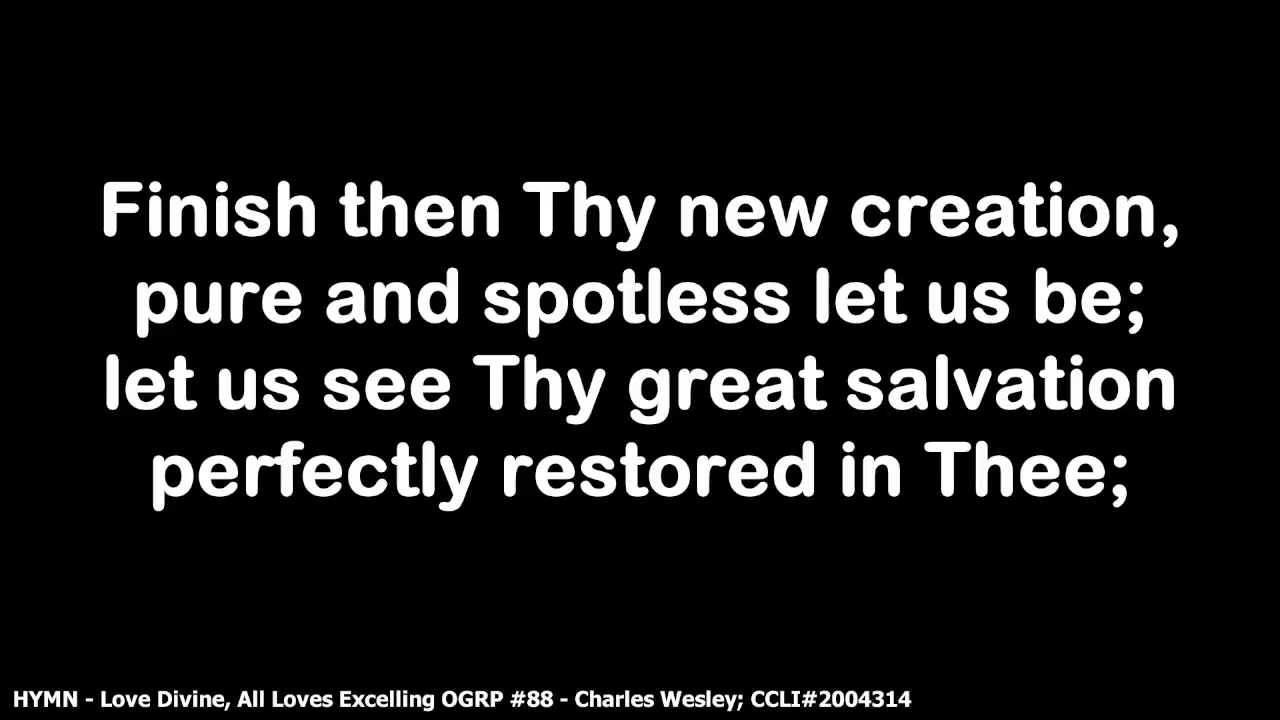 Finish then Thy new creation,
pure and spotless let us be;
let us see Thy great salvation
perfectly restored in Thee;
HYMN - Love Divine, All Loves Excelling OGRP #88 - Charles Wesley; CCLI#2004314